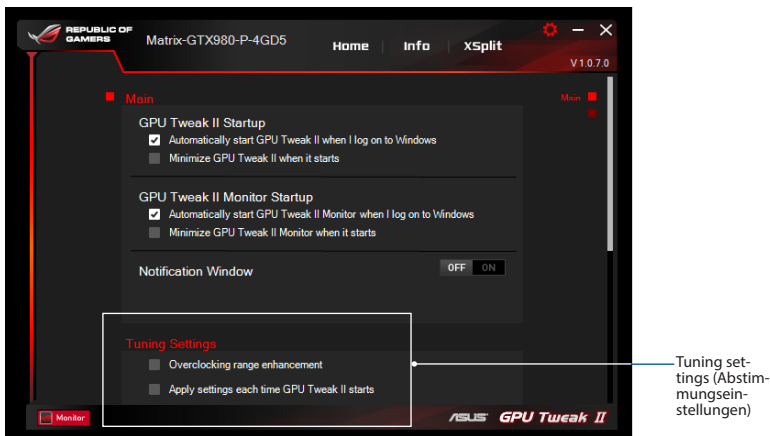 REPUBLIC OF
GAMERS
Matrix-GTX980-P-4GD5
Home
Info
XSplit
V 1.0.7.0
Main
Main
GPU Tweak II Startup
Automatically start GPU Tweak II when I log on to Windows
Minimize GPU Tweak II when it starts
GPU Tweak II Monitor Startup
Automatically start GPU Tweak II Monitor when I log on to Windows
Minimize GPU Tweak II Monitor when it starts
Notification Window
OFF ON
Tuning Settings
Overclocking range enhancement
Apply settings each time GPU Tweak II starts
Tuning set-
tings (Abstim-
mungsein-
stellungen)
Monitor
ASUS GPU Tweak II